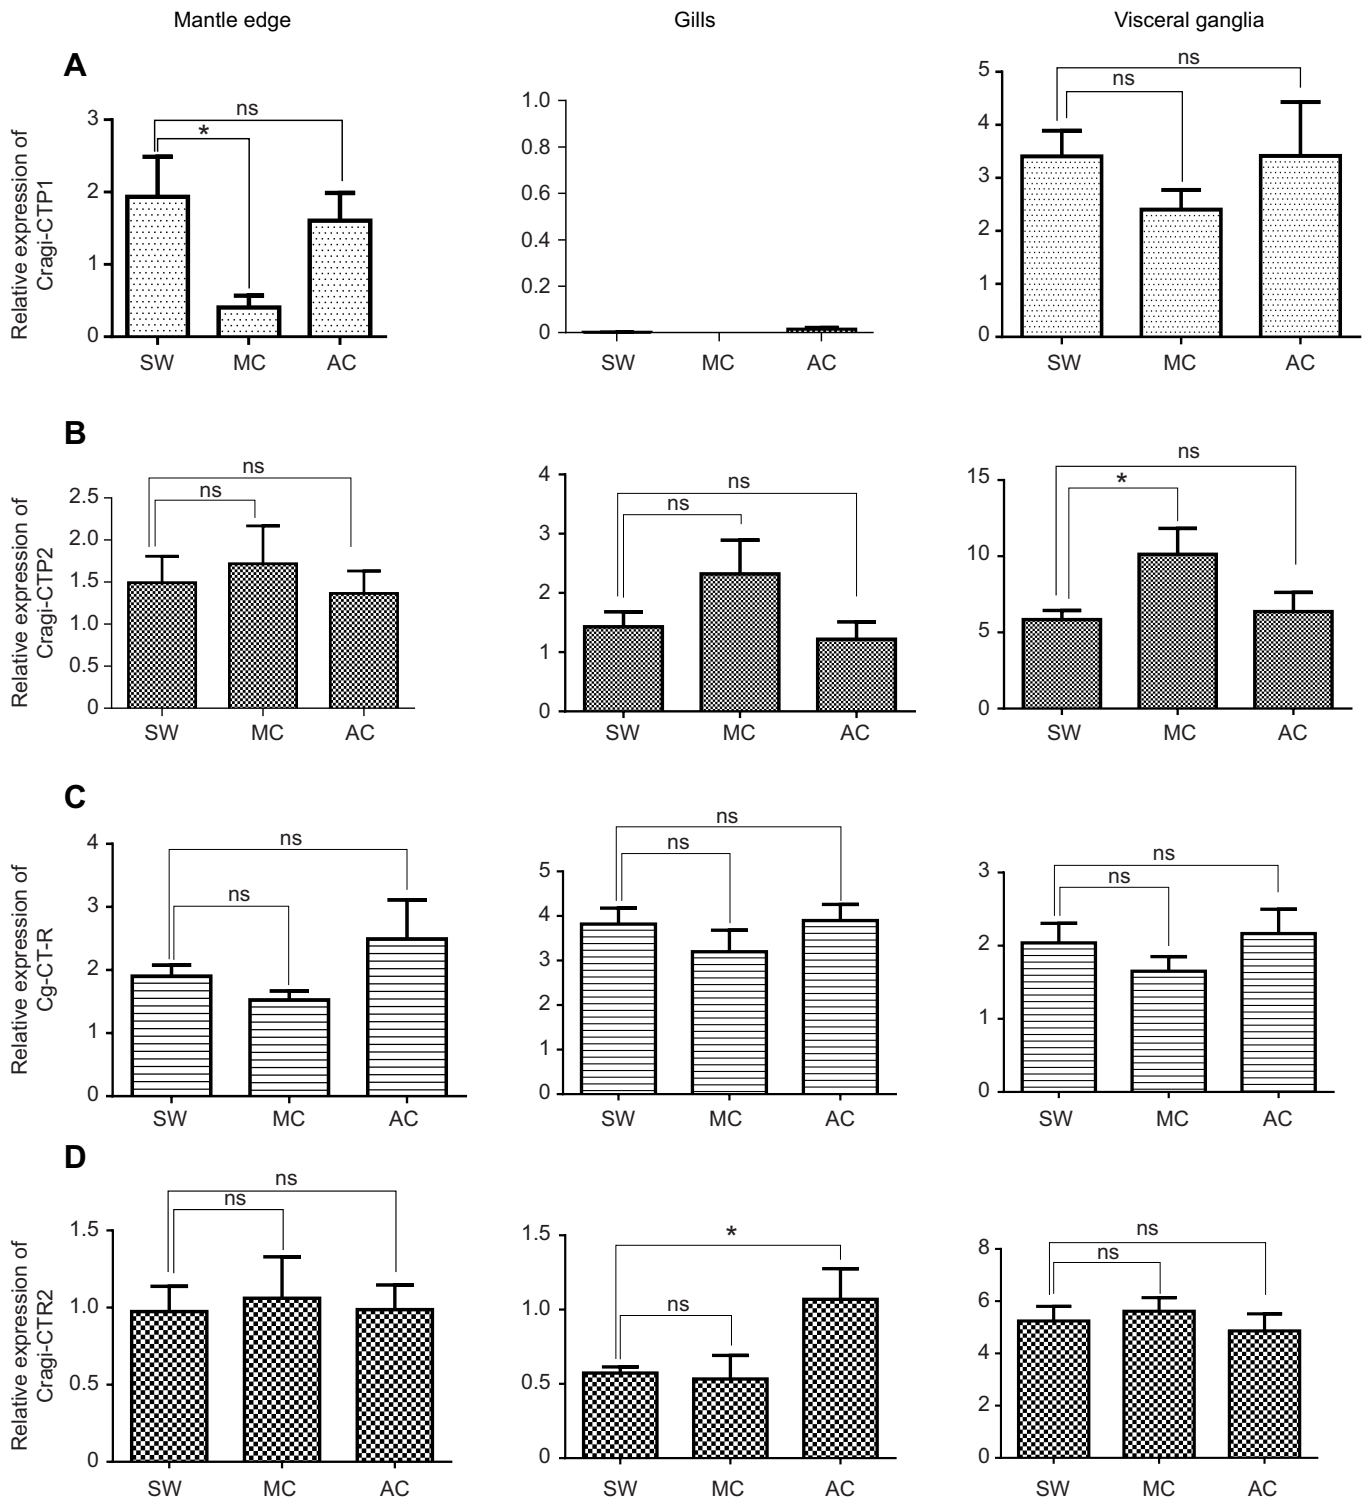 Mantle edge
Gills
Visceral ganglia
A
Relative expression of
Cragi-CTP1
3
2
1
0
ns
*
SW MC AC
1.0
0.8
0.6
0.4
0.2
0
SW MC AC
5
4
3
2
1
0
ns
ns
SW MC AC
B
Relative expression of
Cragi-CTP2
2.5
2.0
1.5
1.0
0.5
0
ns
ns
SW MC AC
4
3
2
1
0
ns
ns
SW MC AC
15
10
5
0
ns
*
SW MC AC
C
Relative expression of
Cg-CT-R
4
3
2
1
0
ns
ns
SW MC AC
5
4
3
2
1
0
ns
ns
SW MC AC
3
2
1
0
ns
ns
SW MC AC
D
Relative expression of
Cragi-CTR2
1.5
1.0
0.5
0
ns
ns
SW MC AC
1.5
1.0
0.5
0
*
ns
SW MC AC
8
6
4
2
0
ns
ns
SW MC AC